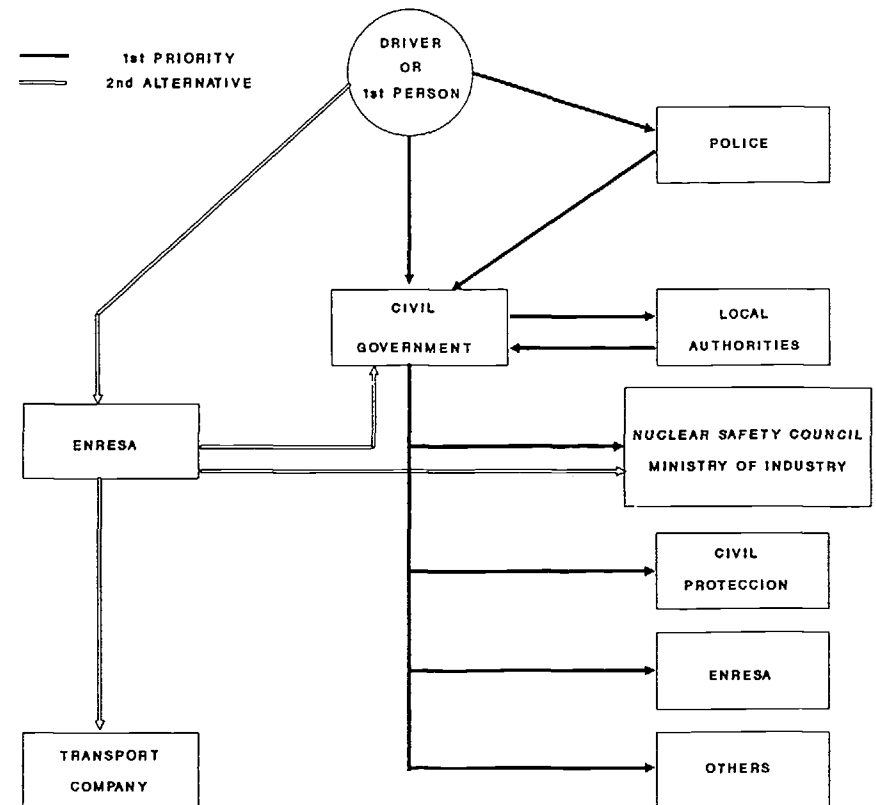 DRIVER
OR
1st PERSON
1st PRIORITY
2nd ALTERNATIVE
POLICE
CIVIL
GOVERNMENT
LOCAL
AUTHORITIES
ENRESA
NUCLEAR SAFETY COUNCIL
MINISTRY OF INDUSTRY
CIVIL
PROTECCION
ENRESA
TRANSPORT
COMPANY
OTHERS